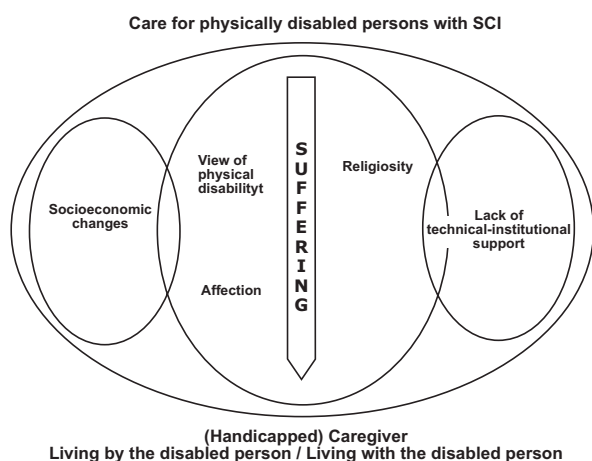 Care for physically disabled persons with SCI
View of
physical
disabilityt
Religiosity
Socioeconomic
changes
Lack of
technical-institutional
support
Affection
SUFFERING
(Handicapped) Caregiver
Living by the disabled person / Living with the disabled person